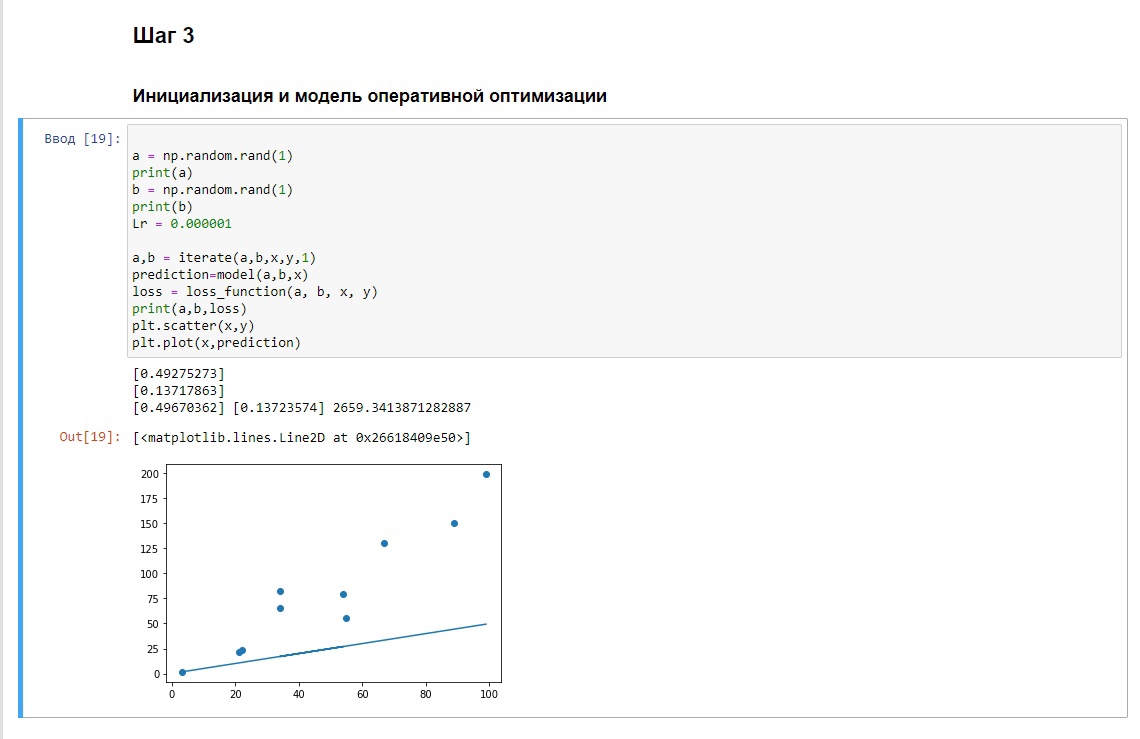 Шаг 3
Инициализация и модель оперативной оптимизации
Ввод [19]:
a = np.random.rand(1)
print(a)
b = np.random.rand(1)
print(b)
Lr = 0.000001
a,b = iterate(a,b,x,y,1)
prediction=model(a,b,x)
loss = loss_function(a, b, x, y)
print(a,b,loss)
plt.scatter(x,y)
plt.plot(x,prediction)
[0.49275273]
[0.13717863]
[0.49670362] [0.13723574] 2659.3413871282887
Out[19]: [<matplotlib.lines.Line2D at 0x26618409e50>]
200
175
150
125
100
75
50
25
0
0 20 40 60 80 100